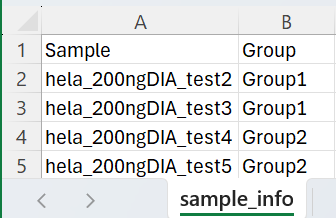 A B
1 Sample Group
2 hela_200ngDIA_test2 Group1
3 hela_200ngDIA_test3 Group1
4 hela_200ngDIA_test4 Group2
5 hela_200ngDIA_test5 Group2
sample_info